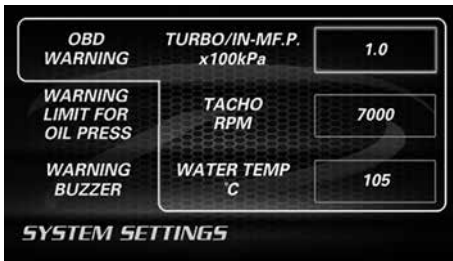 OBD
WARNING
TURBO/IN-MF.P.
x100kPa
1.0
WARNING
LIMIT FOR
OIL PRESS
TACHO
RPM
7000
WARNING
BUZZER
WATER TEMP
°C
105
SYSTEM SETTINGS